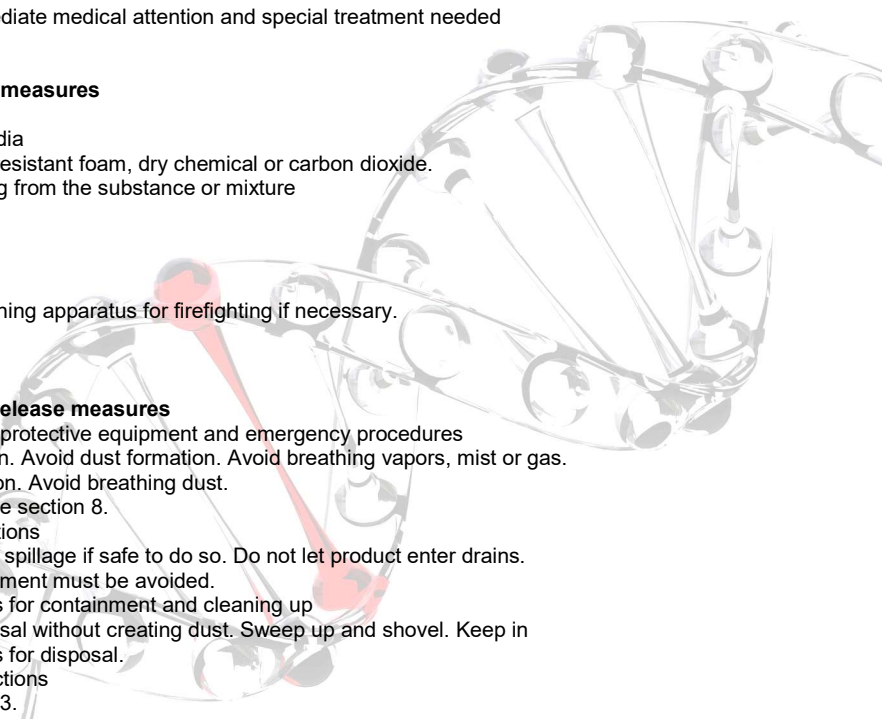 diate medical attention and special treatment needed
measures
dia
esistant foam, dry chemical or carbon dioxide.
g from the substance or mixture
ning apparatus for firefighting if necessary.
elease measures
protective equipment and emergency procedures
n. Avoid dust formation. Avoid breathing vapors, mist or gas.
on. Avoid breathing dust.
e section 8.
tions
spillage if safe to do so. Do not let product enter drains.
ment must be avoided.
s for containment and cleaning up
sal without creating dust. Sweep up and shovel. Keep in
s for disposal.
ctions
3.